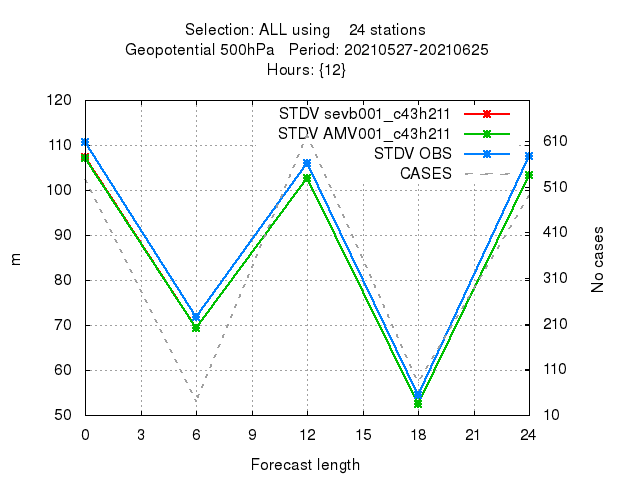 Selection: ALL using 24 stations
Geopotential 500hPa Period: 20210527-20210625
Hours: {12}
STDV sevb001_c43h211
STDV AMV001_c43h211
STDV OBS
CASES
120
110
100
90
80
70
60
50
610
510
410
310
210
110
10
m
No cases
0 3 6 9 12 15 18 21 24
Forecast length